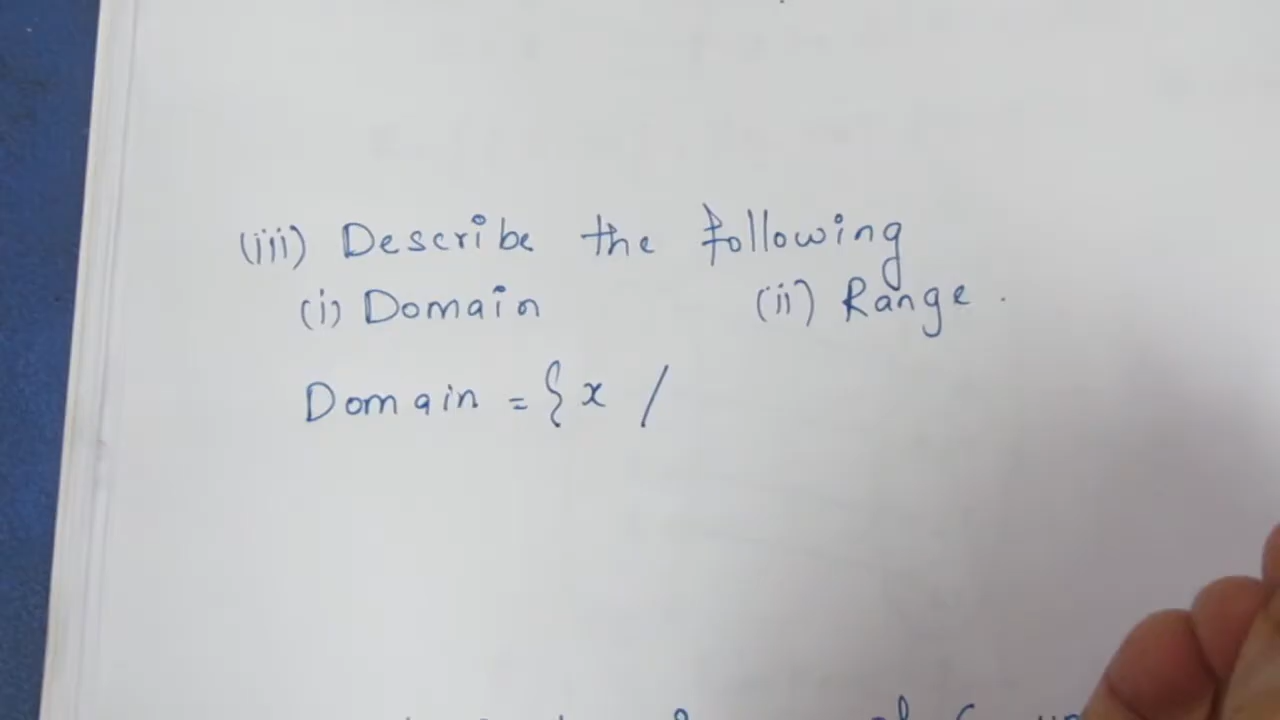 (iii) Describe the following
(i) Domain (ii) Range.
Domain = { x /